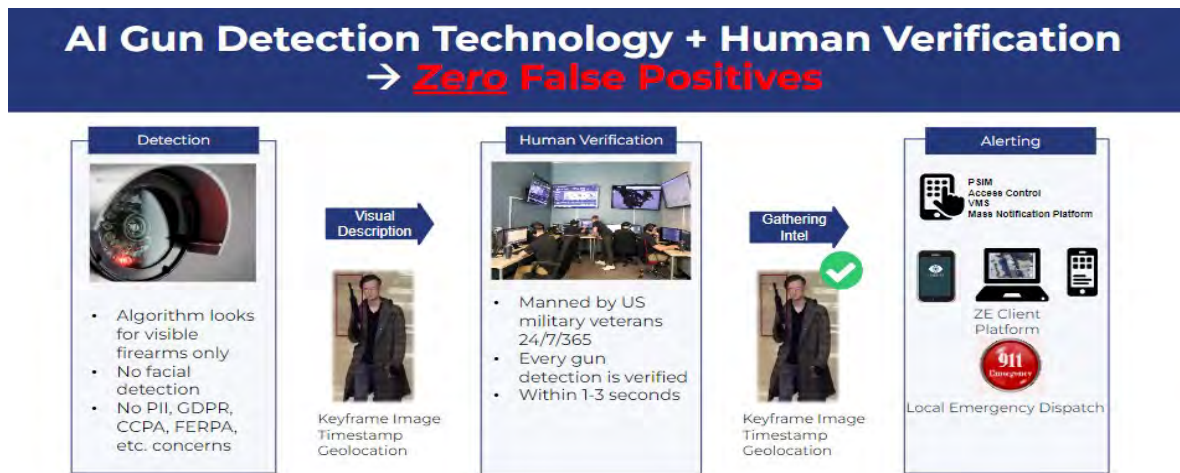 AI Gun Detection Technology + Human Verification
→ Zero False Positives
Detection
• Algorithm looks
for visible
firearms only
• No facial
detection
• No PII, GDPR,
CCPA, FERPA,
etc. concerns
Visual
Description
Keyframe Image
Timestamp
Geolocation
Human Verification
• Manned by US
military veterans
24/7/365
• Every gun
detection is verified
• Within 1-3 seconds
Gathering
Intel
Keyframe Image
Timestamp
Geolocation
Alerting
PSIM
Access Control
VMS
Mass Notification Platform
ZE Client
Platform
911
Emergency
Local Emergency Dispatch